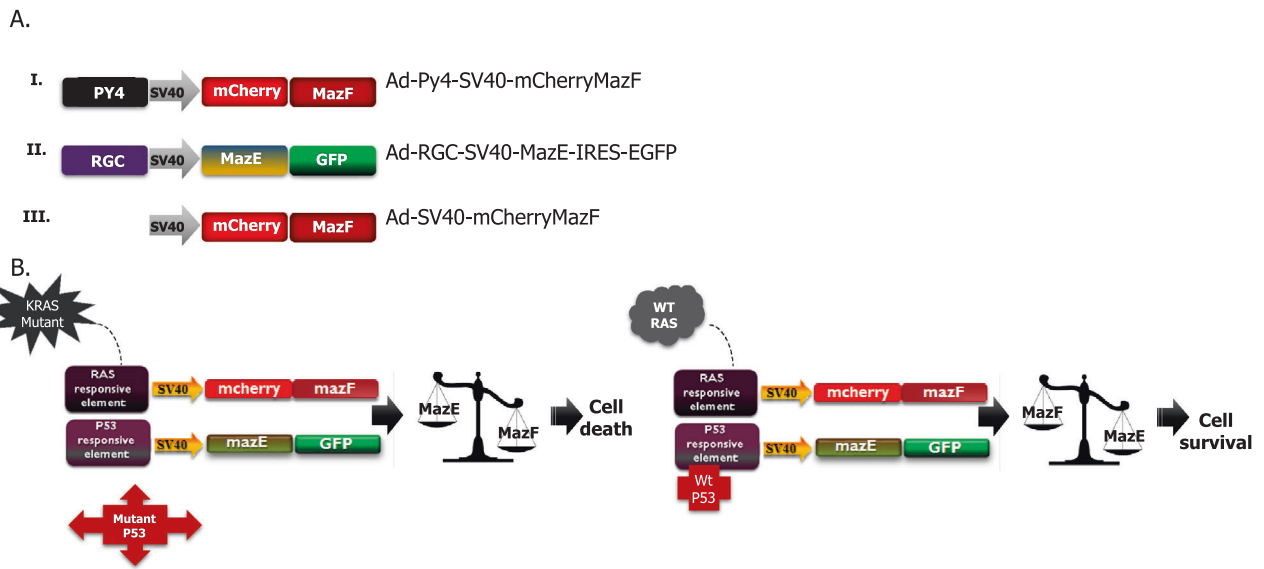 A.
I. PY4 SV40 mCherry MazF Ad-Py4-SV40-mCherryMazF
II. RGC SV40 MazE GFP Ad-RGC-SV40-MazE-IRES-EGFP
III. SV40 mCherry MazF Ad-SV40-mCherryMazF
B.
KRAS
Mutant
RAS
responsive
element
SV40 mcherry mazF
P53
responsive
element
SV40 mazE GFP
Mutant
P53
MazE
MazF
Cell
death
WT
RAS
RAS
responsive
element
SV40 mcherry mazF
P53
responsive
element
SV40 mazE GFP
Wt
P53
MazF
MazE
Cell
survival